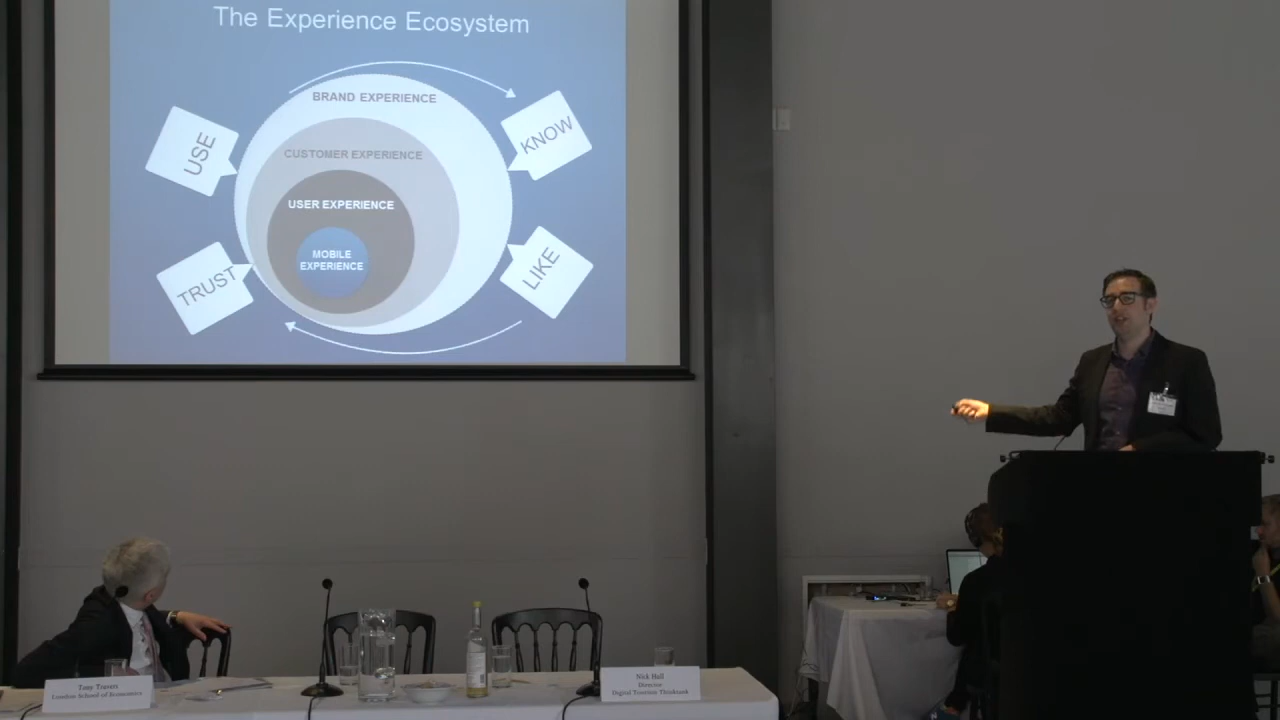 The Experience Ecosystem
BRAND EXPERIENCE
USE
KNOW
CUSTOMER EXPERIENCE
USER EXPERIENCE
MOBILE
EXPERIENCE
TRUST
LIKE
Tony Travers
London School of Economics
Nick Hall
Director
Digital Tourism Thinktank